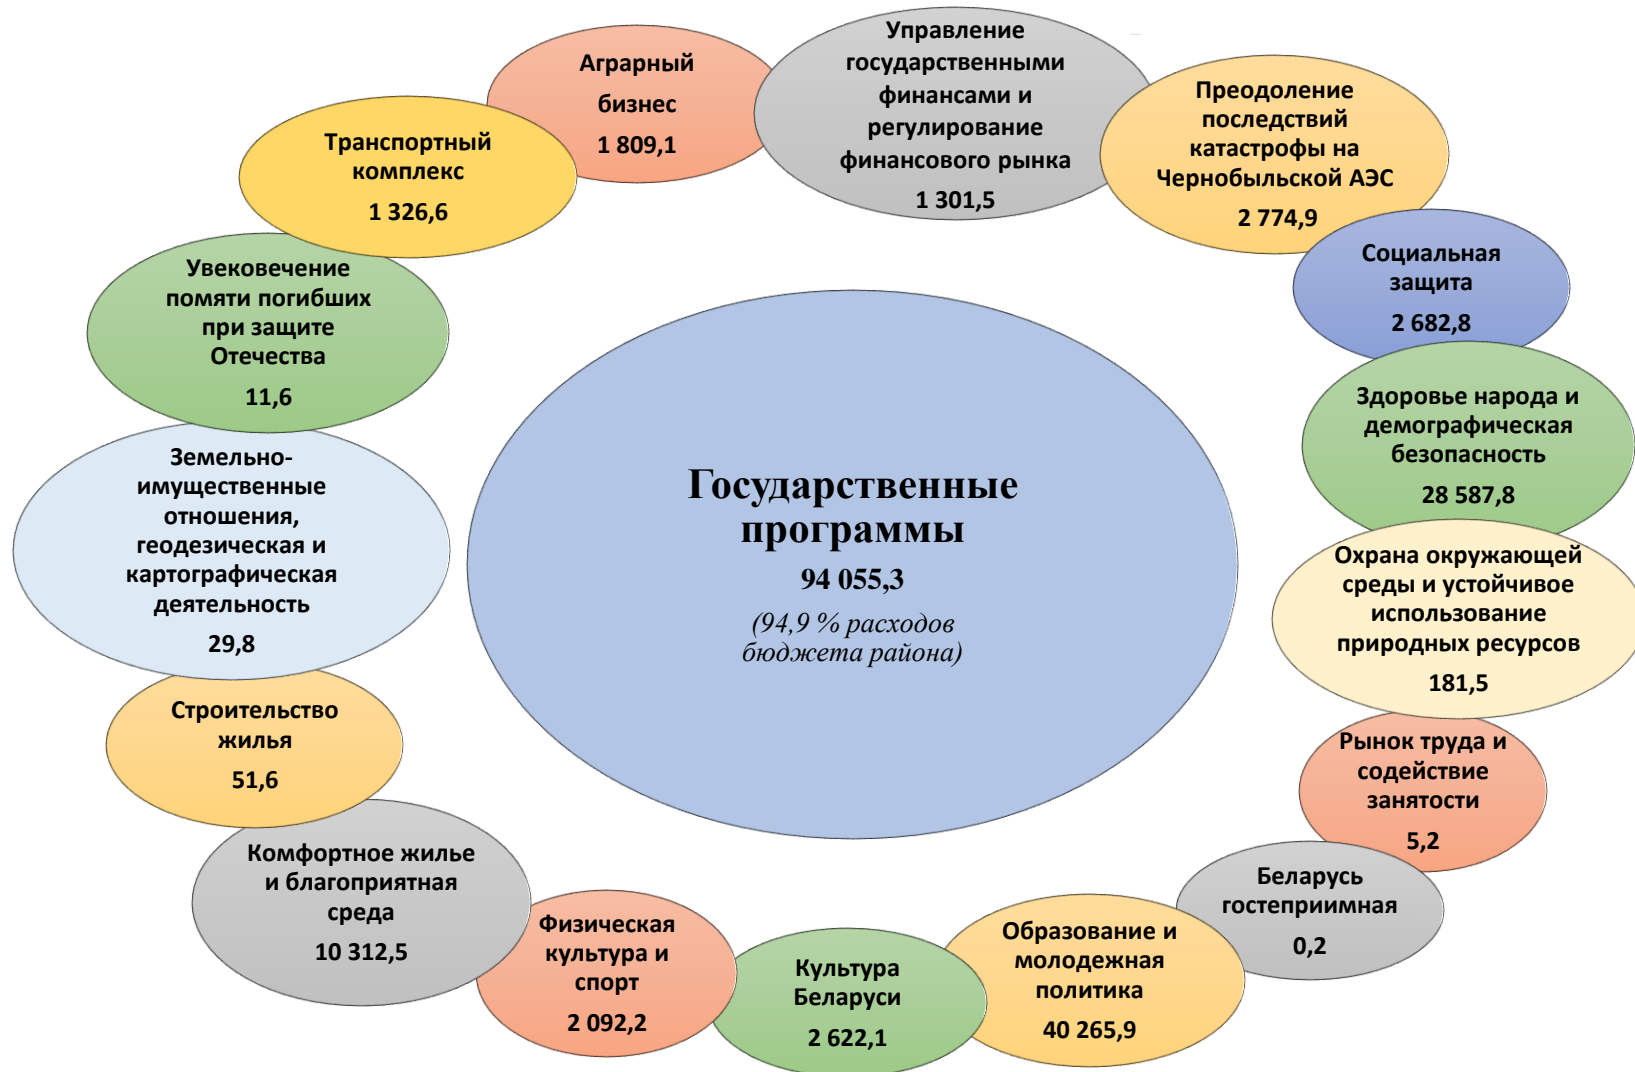 Управление
государственными
финансами и
регулирование
финансового рынка
1 301,5
Аграрный
бизнес
1 809,1
Преодоление
последствий
катастрофы на
Чернобыльской АЭС
2 774,9
Транспортный
комплекс
1 326,6
Социальная
защита
2 682,8
Увековечение
помяти погибших
при защите
Отечества
11,6
Здоровье народа и
демографическая
безопасность
28 587,8
Земельно-
имущественные
отношения,
геодезическая и
картографическая
деятельность
29,8
Государственные
программы
94 055,3
(94,9 % расходов
бюджета района)
Охрана окружающей
среды и устойчивое
использование
природных ресурсов
181,5
Строительство
жилья
51,6
Рынок труда и
содействие
занятости
5,2
Комфортное жилье
и благоприятная
среда
10 312,5
Беларусь
гостеприимная
0,2
Физическая
культура и
спорт
2 092,2
Культура
Беларуси
2 622,1
Образование и
молодежная
политика
40 265,9